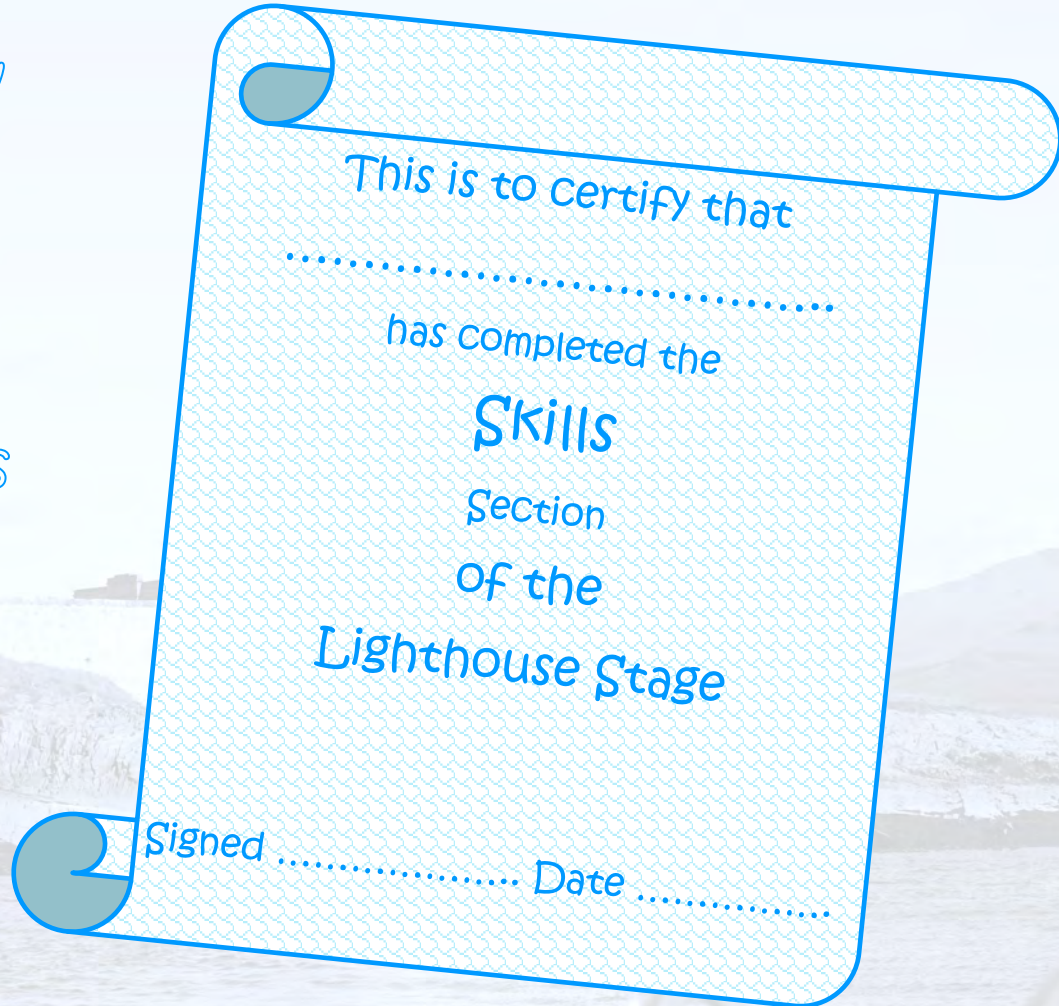 This is to certify that
........................................
has completed the
Skills
Section
of the
Lighthouse Stage
Signed ..................... Date .................